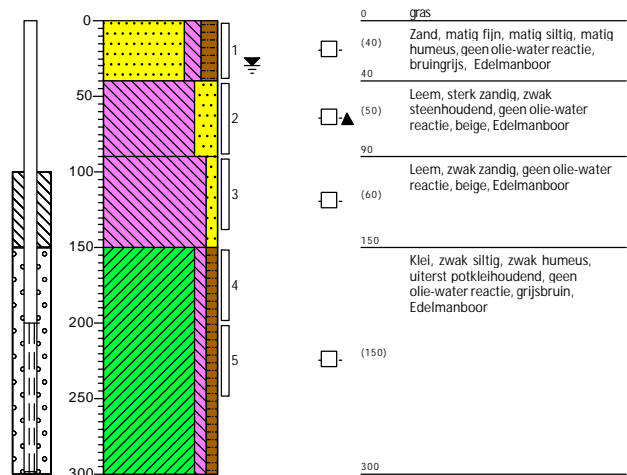 0
50
100
150
200
250
300
1
2
3
4
5
0 gras
(40) Zand, matig fijn, matig siltig, matig
humeus, geen olie-water reactie,
bruingrijs, Edelmanboor
40
Leem, sterk zandig, zwak
(50) steenhoudend, geen olie-water
reactie, beige, Edelmanboor
90
Leem, zwak zandig, geen olie-water
reactie, beige, Edelmanboor
(60)
150
Klei, zwak siltig, zwak humeus,
uiterst potkleihoudend, geen
olie-water reactie, grijsbruin,
Edelmanboor
(150)
300